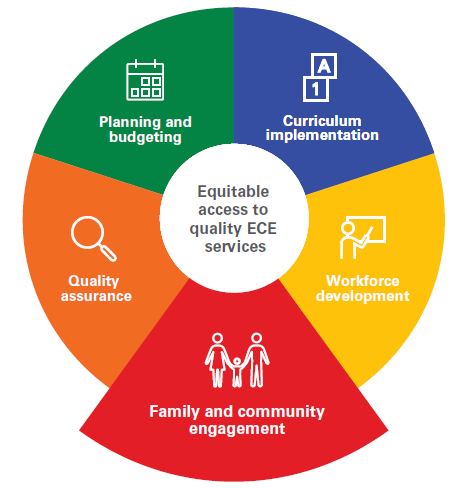 Planning and
budgeting
A
1
Curriculum
implementation
Equitable
access to
quality ECE
services
Quality
assurance
Workforce
development
Family and community
engagement